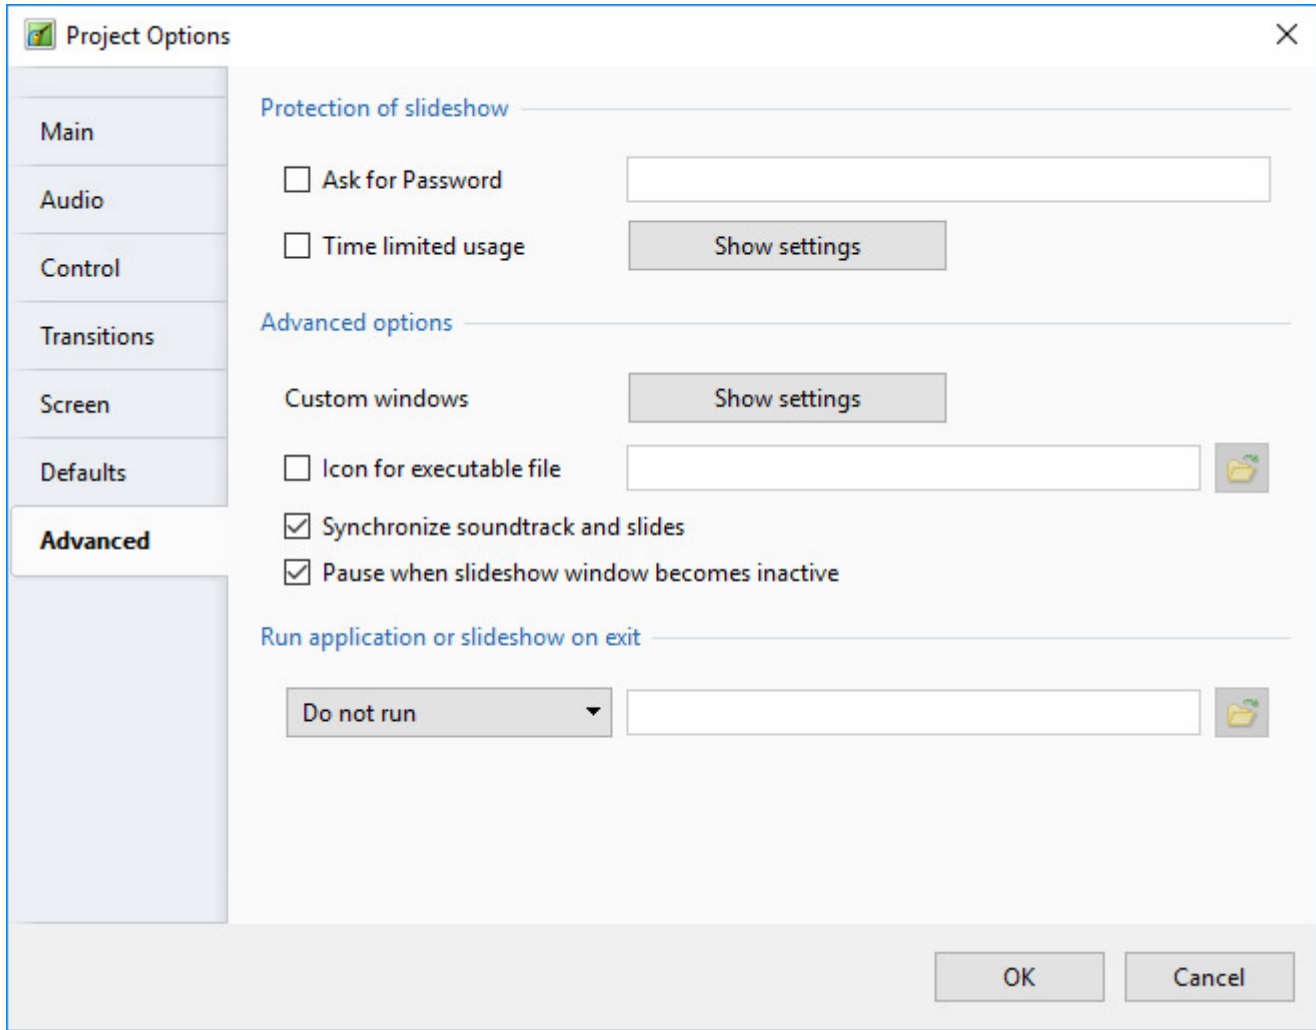 Project Options
Main
Audio
Control
Transitions
Screen
Defaults
Advanced
Protection of slideshow
Ask for Password
Time limited usage Show settings
Advanced options
Custom windows Show settings
Icon for executable file
Synchronize soundtrack and slides
Pause when slideshow window becomes inactive
Run application or slideshow on exit
Do not run
OK Cancel